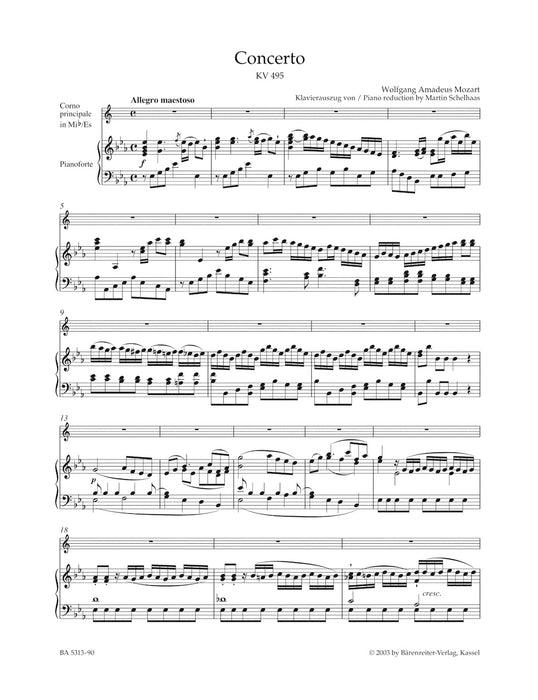 Concerto
KV 495
Wolfgang Amadeus Mozart
Klavierauszug von / Piano reduction by Martin Schelhaas
Allegro maestoso
Corno
principale
in Mi♭/Es
Pianoforte
f
5
9
13
p
18
cresc.
BA 5313-90
© 2003 by Bärenreiter-Verlag, Kassel